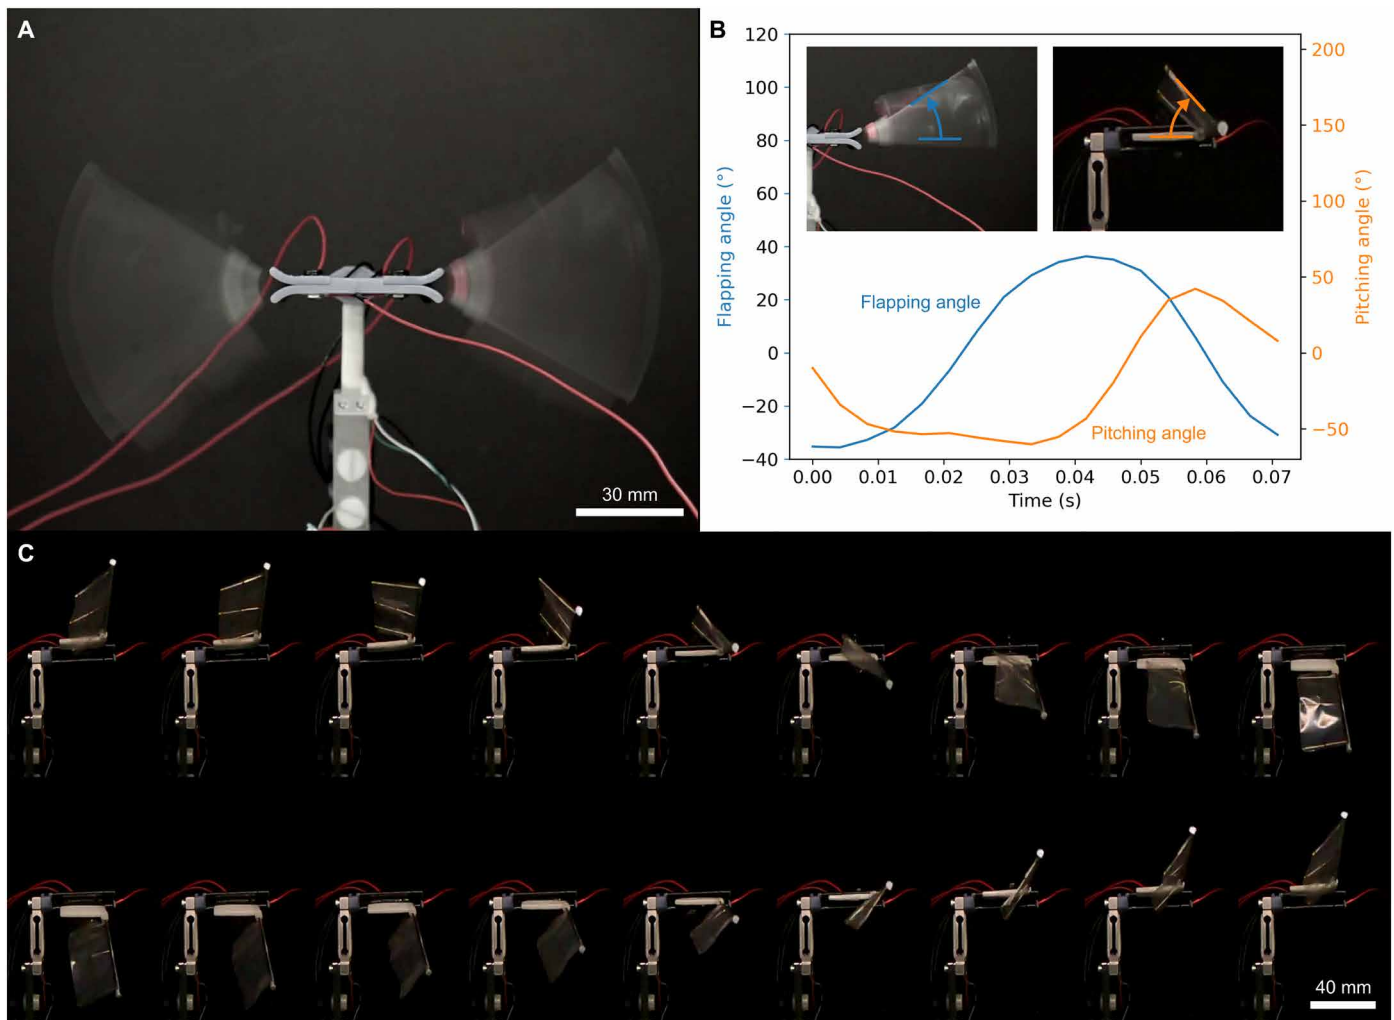 A
30 mm
B
120
100
80
60
40
20
0
−20
−40
Flapping angle (°)
200
150
100
50
0
−50
Pitching angle (°)
Flapping angle
Pitching angle
0.00 0.01 0.02 0.03 0.04 0.05 0.06 0.07
Time (s)
C
40 mm